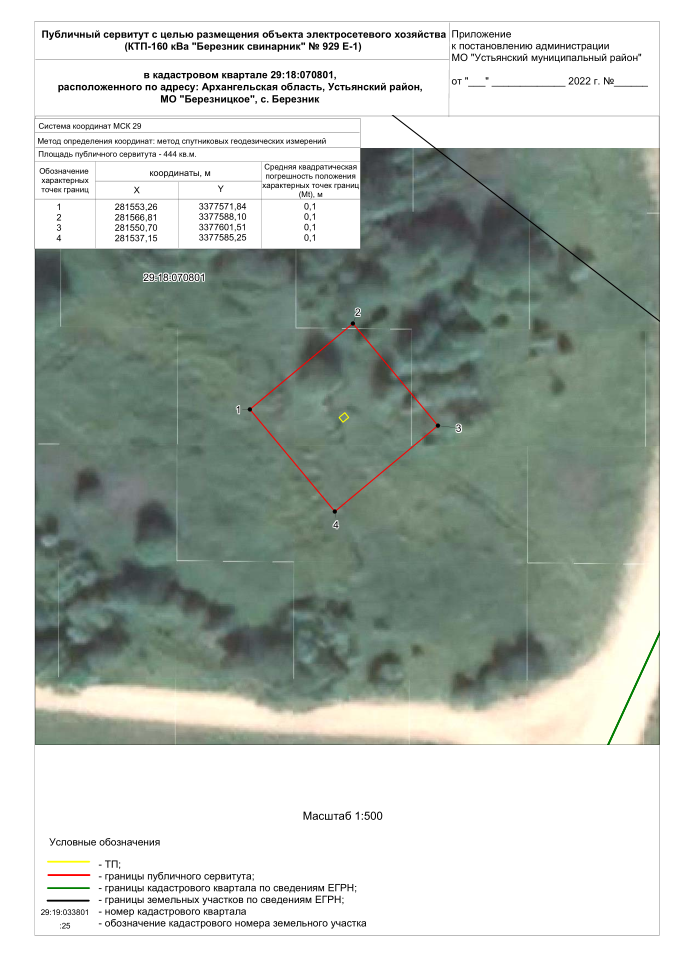 Публичный сервитут с целью размещения объекта электросетевого хозяйства
(КТП-160 кВа "Березник свинарник" № 929 Е-1)
в кадастровом квартале 29:18:070801,
расположенного по адресу: Архангельская область, Устьянский район,
МО "Березницкое", с. Березник
Приложение
к постановлению администрации
МО "Устьянский муниципальный район"
от "___" _____________ 2022 г. №______
Система координат МСК 29
Метод определения координат: метод спутниковых геодезических измерений
Площадь публичного сервитута - 444 кв.м.
Обозначение характерных точек границ
координаты, м
X
Y
Средняя квадратическая погрешность положения характерных точек границ (Mt), м
1 281553,26 3377571,84 0,1
2 281566,81 3377588,10 0,1
3 281550,70 3377601,51 0,1
4 281537,15 3377585,25 0,1
29:18:070801
2
1
3
4
Масштаб 1:500
Условные обозначения
- ТП;
- границы публичного сервитута;
- границы кадастрового квартала по сведениям ЕГРН;
- границы земельных участков по сведениям ЕГРН;
29:19:033801 - номер кадастрового квартала
:25 - обозначение кадастрового номера земельного участка